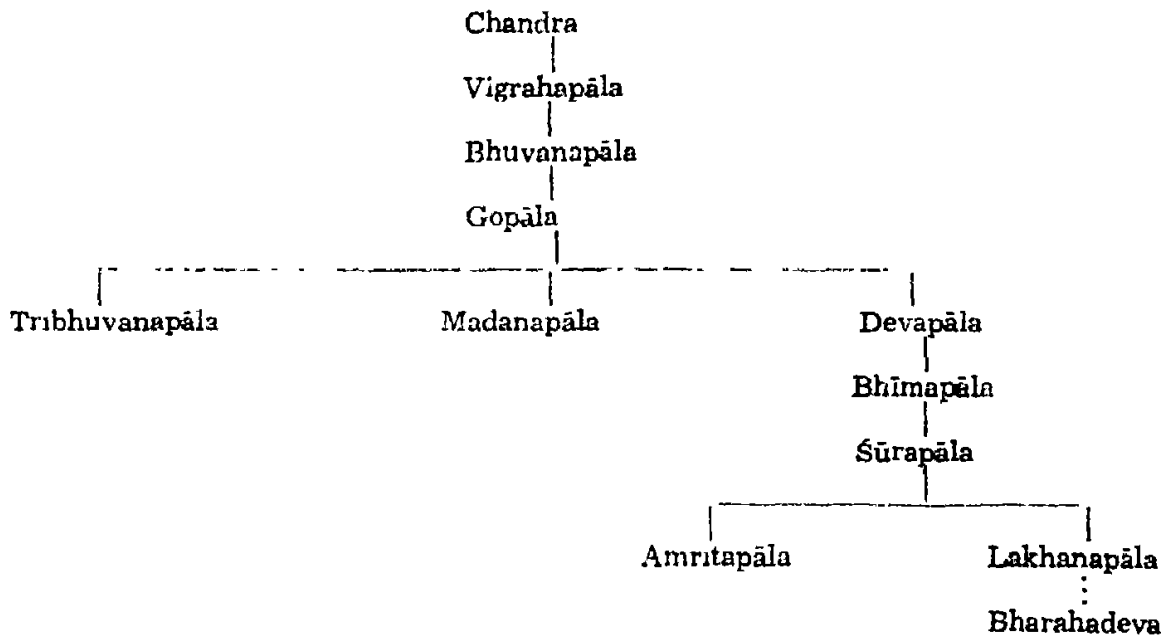 Chandra
Vigrahapāla
Bhuvanapāla
Gopāla
Tribhuvanapāla Madanapāla Devapāla
Bhīmapāla
Śūrapāla
Amritapāla Lakhanapāla
Bharahadeva